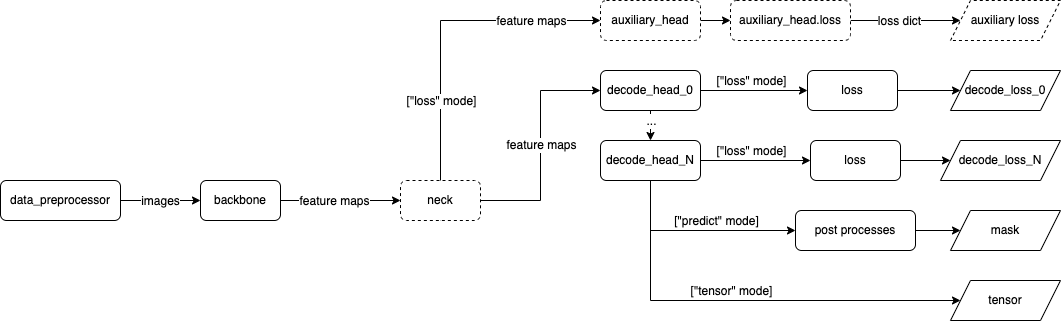 feature maps
auxiliary_head
auxiliary_head.loss
loss dict
auxiliary loss
["loss" mode]
decode_head_0
["loss" mode]
loss
decode_loss_0
...
feature maps
decode_head_N
["loss" mode]
loss
decode_loss_N
data_preprocessor
images
backbone
feature maps
neck
["predict" mode]
post processes
mask
["tensor" mode]
tensor